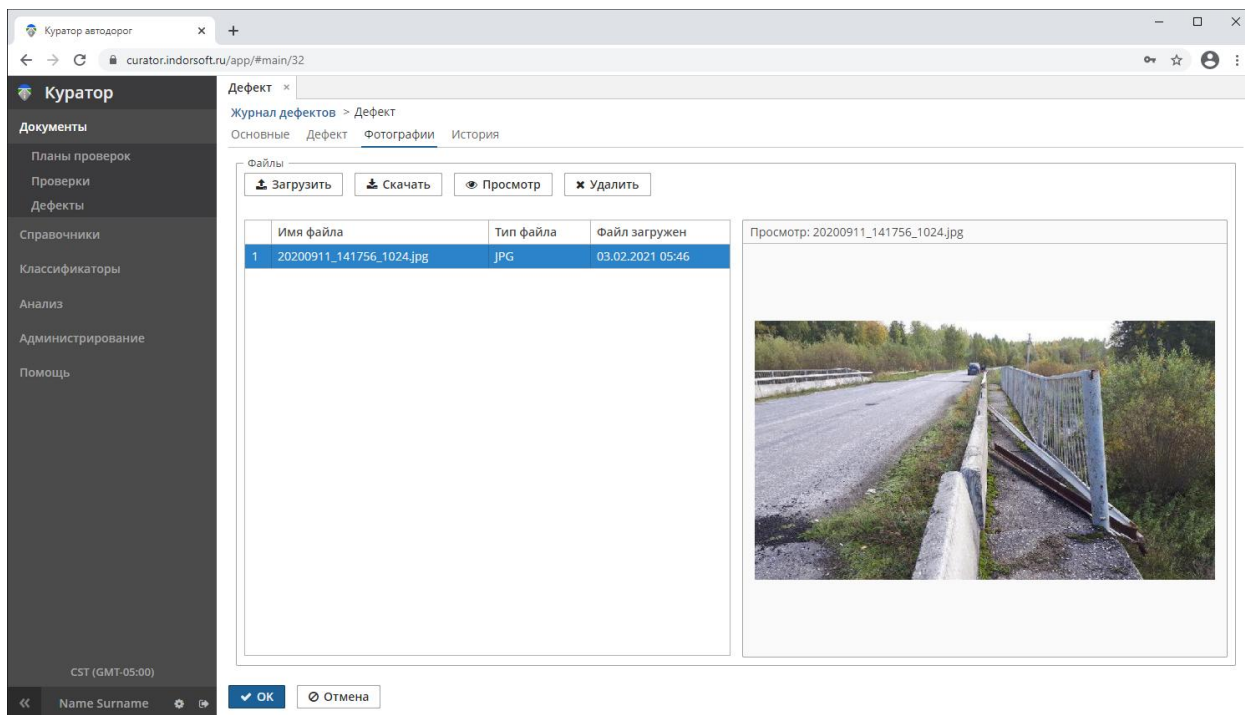 Куратор автодорог
curator.indorsoft.ru/app/#main/32
Куратор
Документы
Планы проверок
Проверки
Дефекты
Справочники
Классификаторы
Анализ
Администрирование
Помощь
CST (GMT-05:00)
Name Surname
Дефект
Журнал дефектов > Дефект
Основные Дефект Фотографии История
Файлы
Загрузить Скачать Просмотр Удалить
Имя файла Тип файла Файл загружен
1 20200911_141756_1024.jpg JPG 03.02.2021 05:46
Просмотр: 20200911_141756_1024.jpg
ОК Отмена